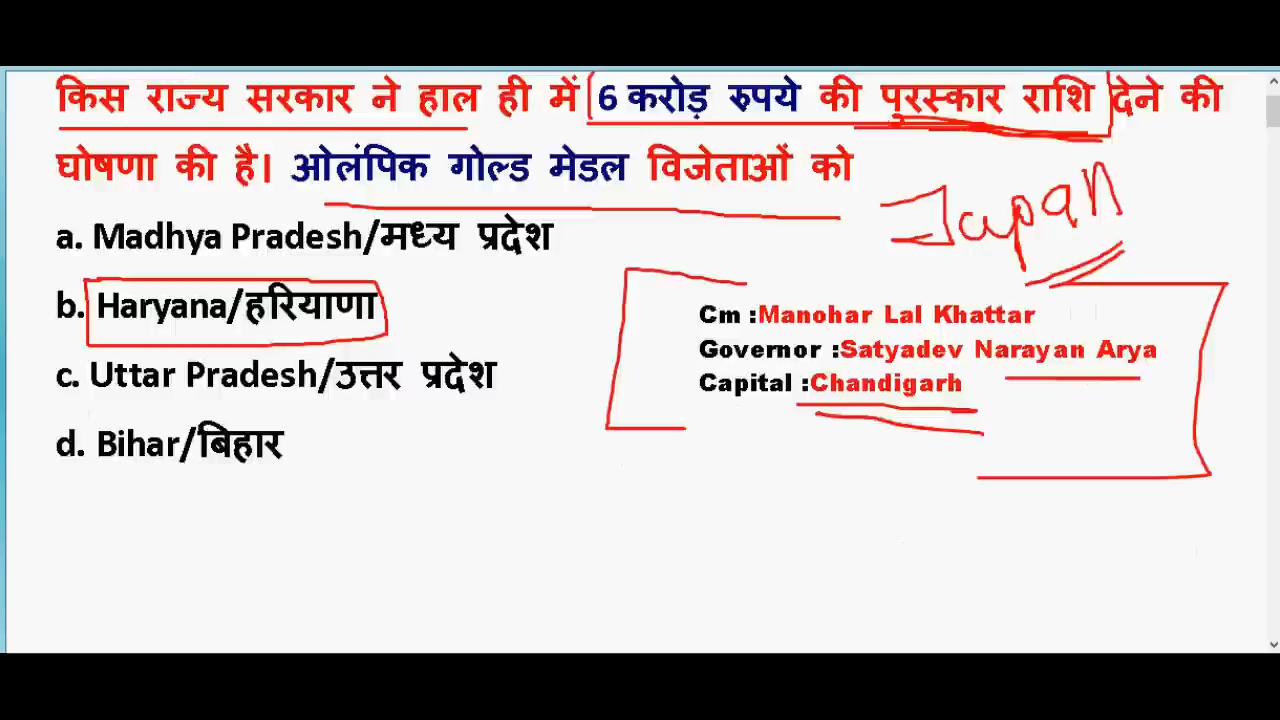 किस राज्य सरकार ने हाल ही में 6 करोड़ रुपये की पुरस्कार राशि देने की
घोषणा की है। ओलंपिक गोल्ड मेडल विजेताओं को
Japan
a. Madhya Pradesh/मध्य प्रदेश
b. Haryana/हरियाणा
c. Uttar Pradesh/उत्तर प्रदेश
d. Bihar/बिहार
Cm :Manohar Lal Khattar
Governor :Satyadev Narayan Arya
Capital :Chandigarh